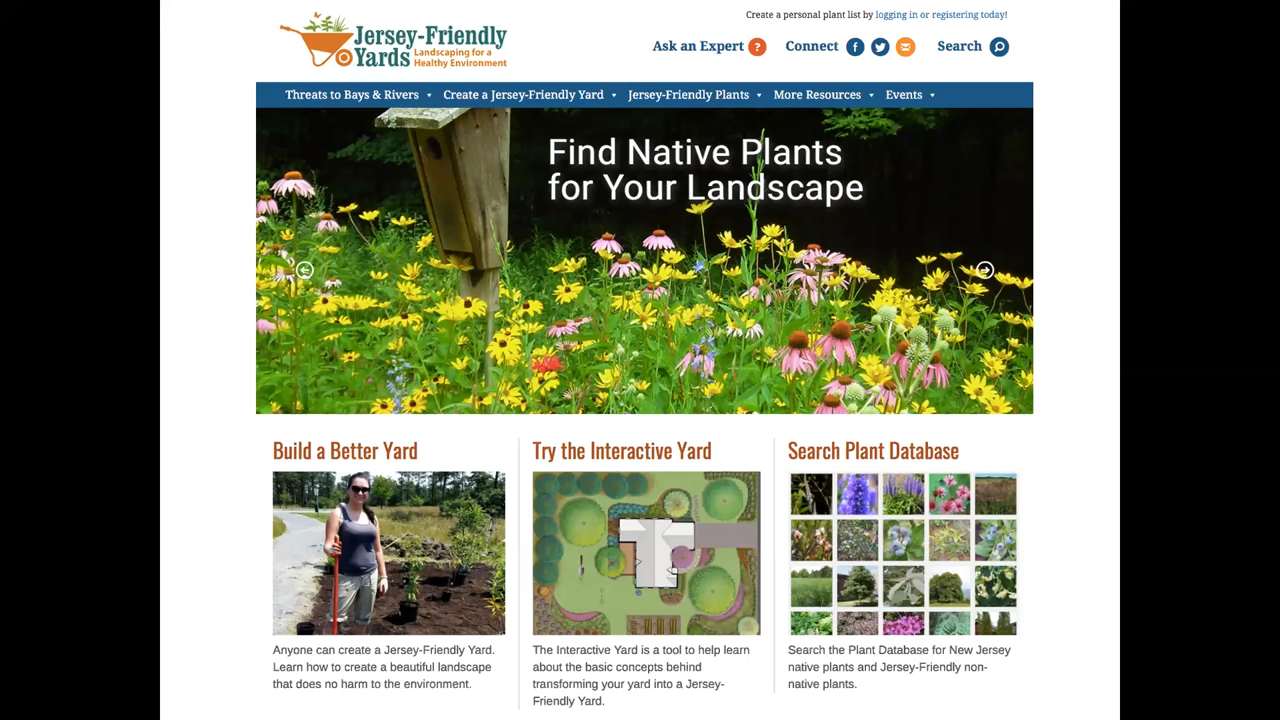 Create a personal plant list by logging in or registering today!
Jersey-Friendly
Yards
Landscaping for a
Healthy Environment
Ask an Expert ?
Connect
Search
Threats to Bays & Rivers
Create a Jersey-Friendly Yard
Jersey-Friendly Plants
More Resources
Events
Find Native Plants
for Your Landscape
Build a Better Yard
Anyone can create a Jersey-Friendly Yard.
Learn how to create a beautiful landscape
that does no harm to the environment.
Try the Interactive Yard
The Interactive Yard is a tool to help learn
about the basic concepts behind
transforming your yard into a Jersey-
Friendly Yard.
Search Plant Database
Search the Plant Database for New Jersey
native plants and Jersey-Friendly non-
native plants.